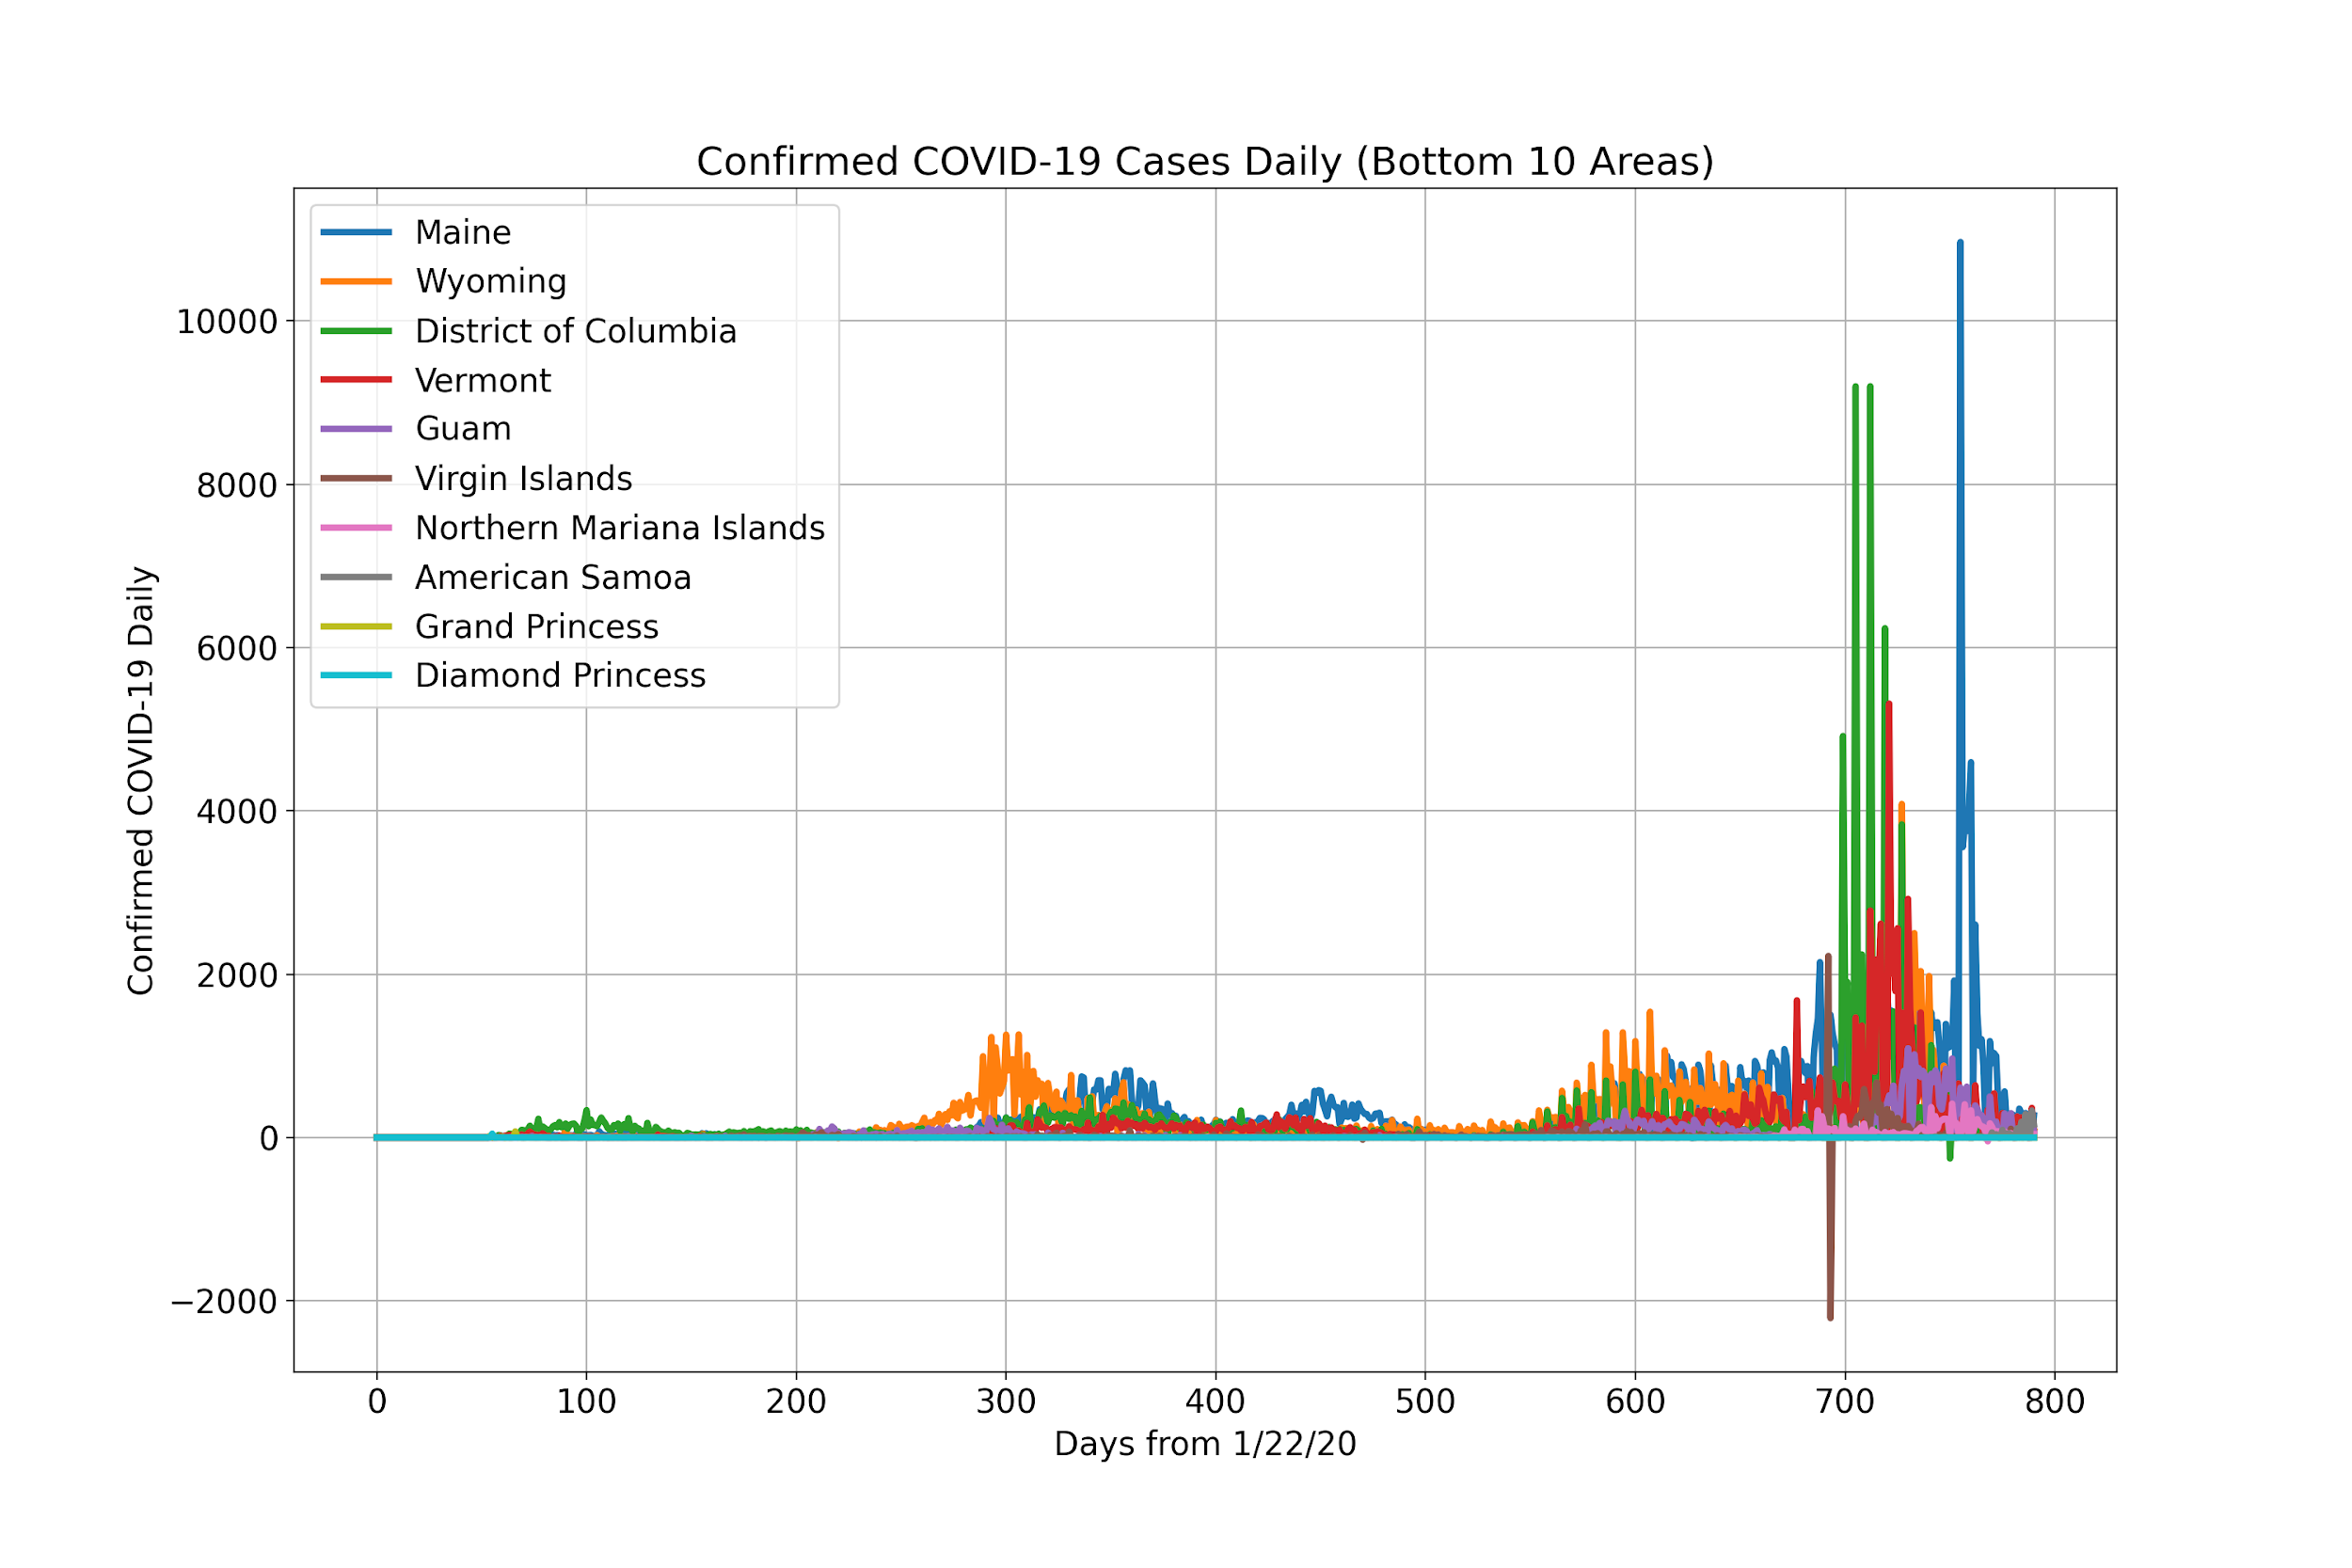 Confirmed COVID-19 Cases Daily (Bottom 10 Areas)
Maine
Wyoming
District of Columbia
Vermont
Guam
Virgin Islands
Northern Mariana Islands
American Samoa
Grand Princess
Diamond Princess
Confirmed COVID-19 Daily
10000
8000
6000
4000
2000
0
−2000
0 100 200 300 400 500 600 700 800
Days from 1/22/20